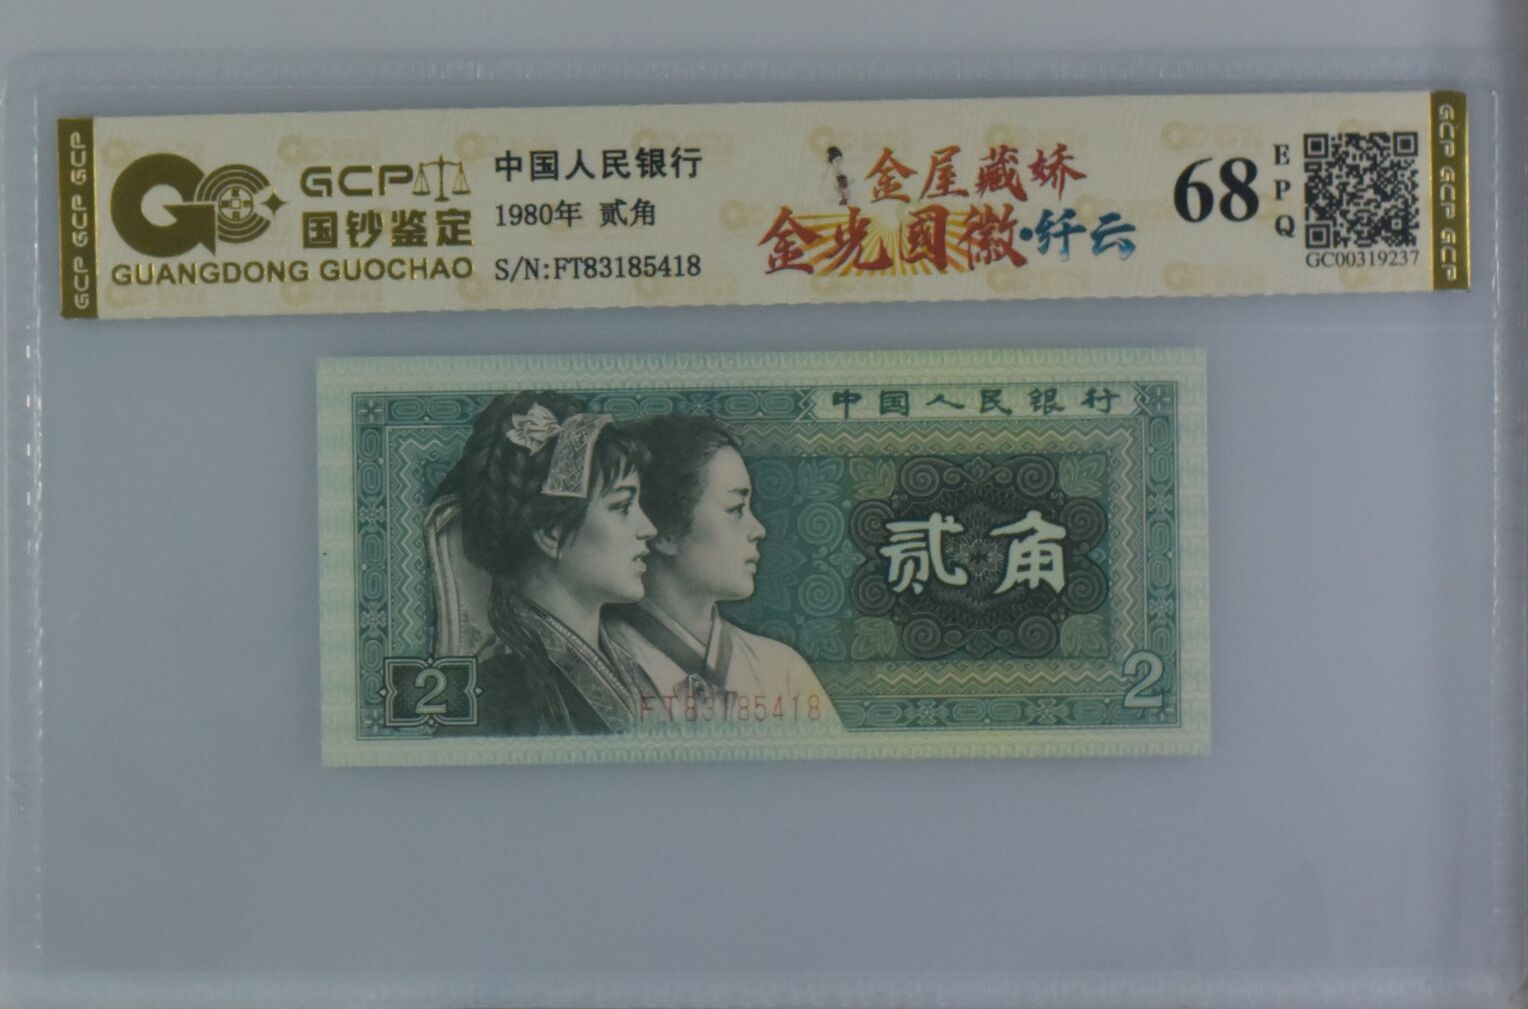 GCP GCP GCP
GCP
国钞鉴定
GUANGDONG GUOCHAO
中国人民银行
1980年 贰角
S/N:FT83185418
金屋藏娇
金光國徽·纤云
68
EPQ
GC00319237
GCP GCP GCP
中国人民银行
贰角
2
2
FT83185418